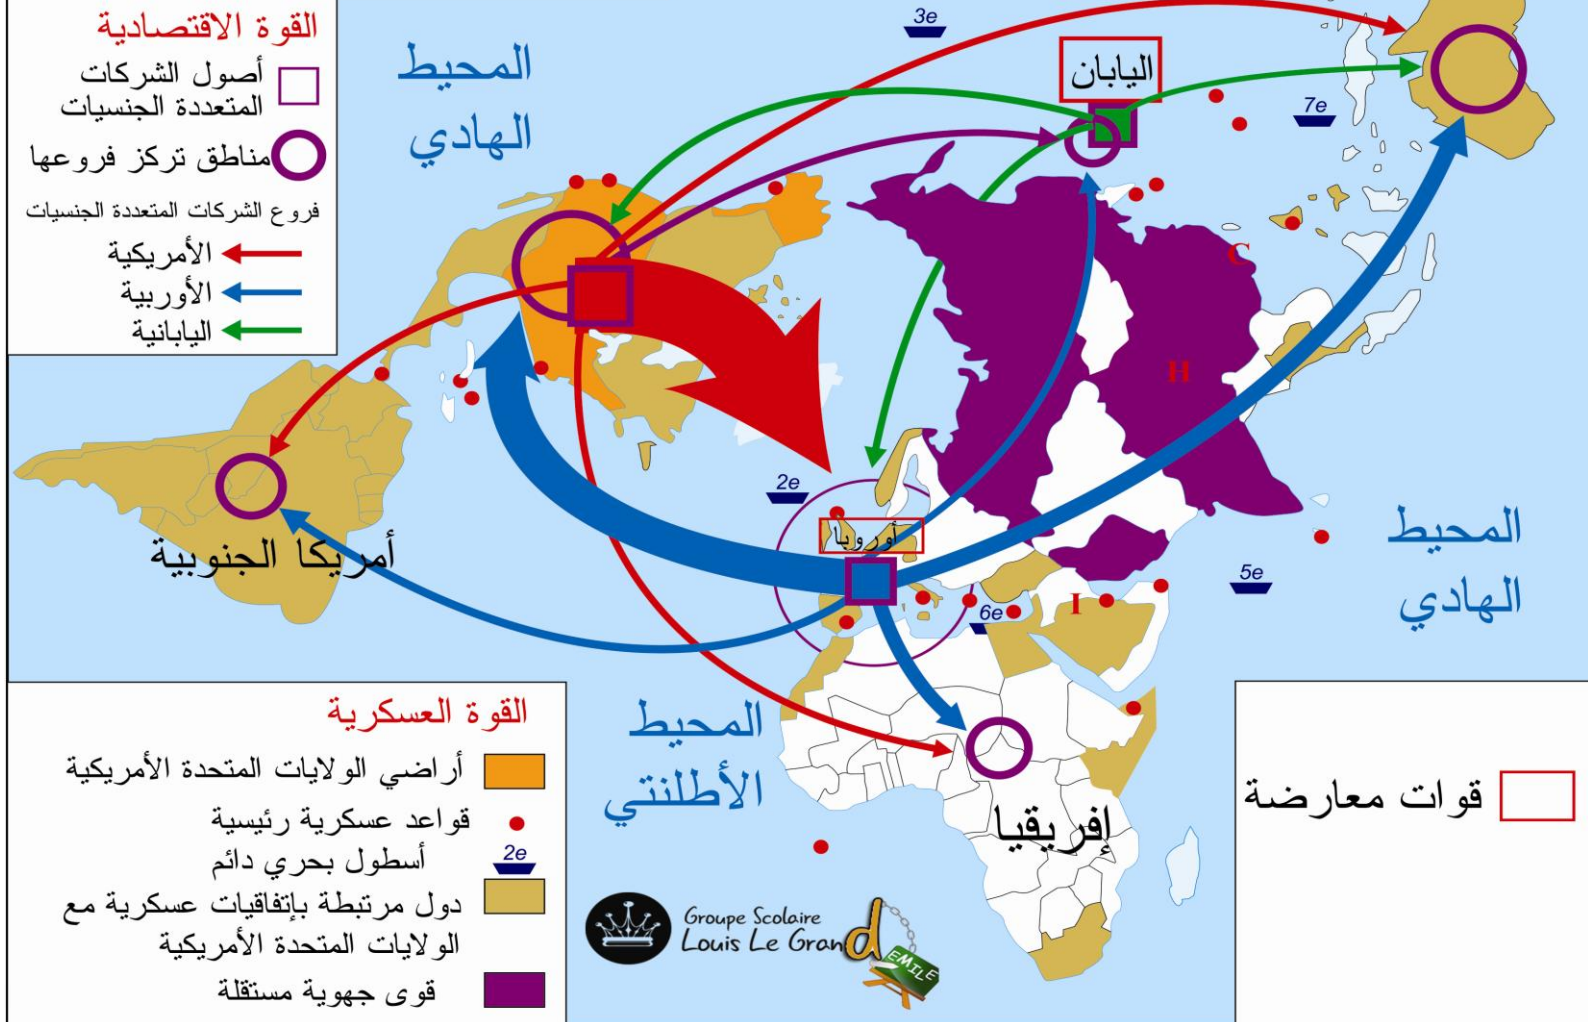 القوة الاقتصادية
أصول الشركات
المتعددة الجنسيات
مناطق تركز فروعها
فروع الشركات المتعددة الجنسيات
الأمريكية
الأوربية
اليابانية
المحيط
الهادي
3e
اليابان
7e
C
H
2e
أوروبا
أمريكا الجنوبية
المحيط
الهادي
5e
6e
I
المحيط
الأطلنتي
إفريقيا
القوة العسكرية
أراضي الولايات المتحدة الأمريكية
قواعد عسكرية رئيسية
أسطول بحري دائم
2e
دول مرتبطة بإتفاقيات عسكرية مع
الولايات المتحدة الأمريكية
قوى جهوية مستقلة
قوات معارضة
Groupe Scolaire
Louis Le Grand
EMILE